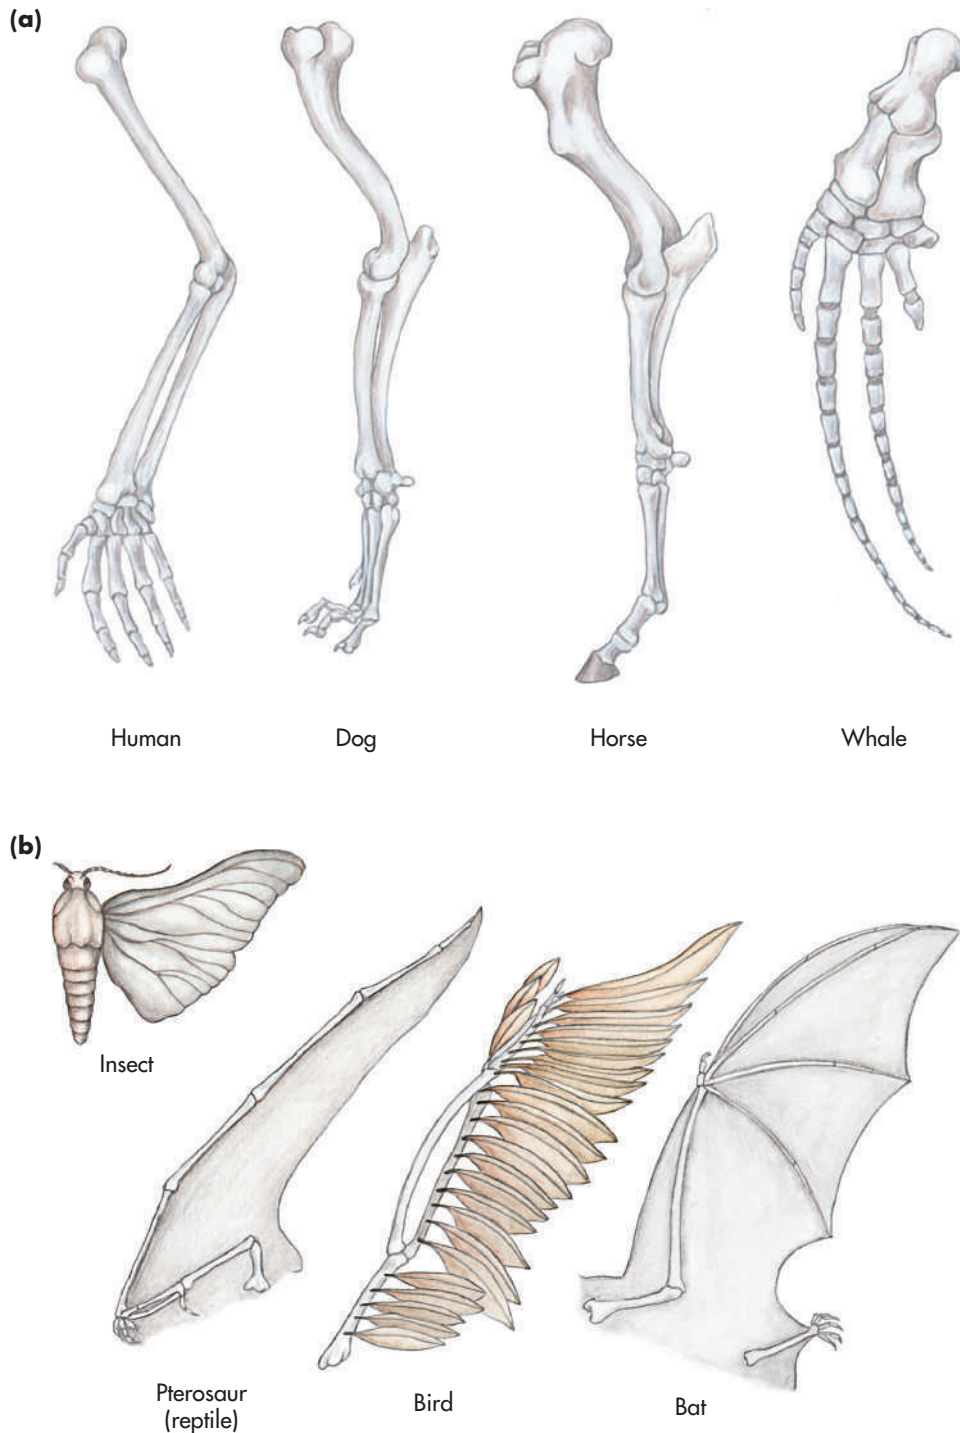 (a)
Human
Dog
Horse
Whale
(b)
Insect
Pterosaur
(reptile)
Bird
Bat